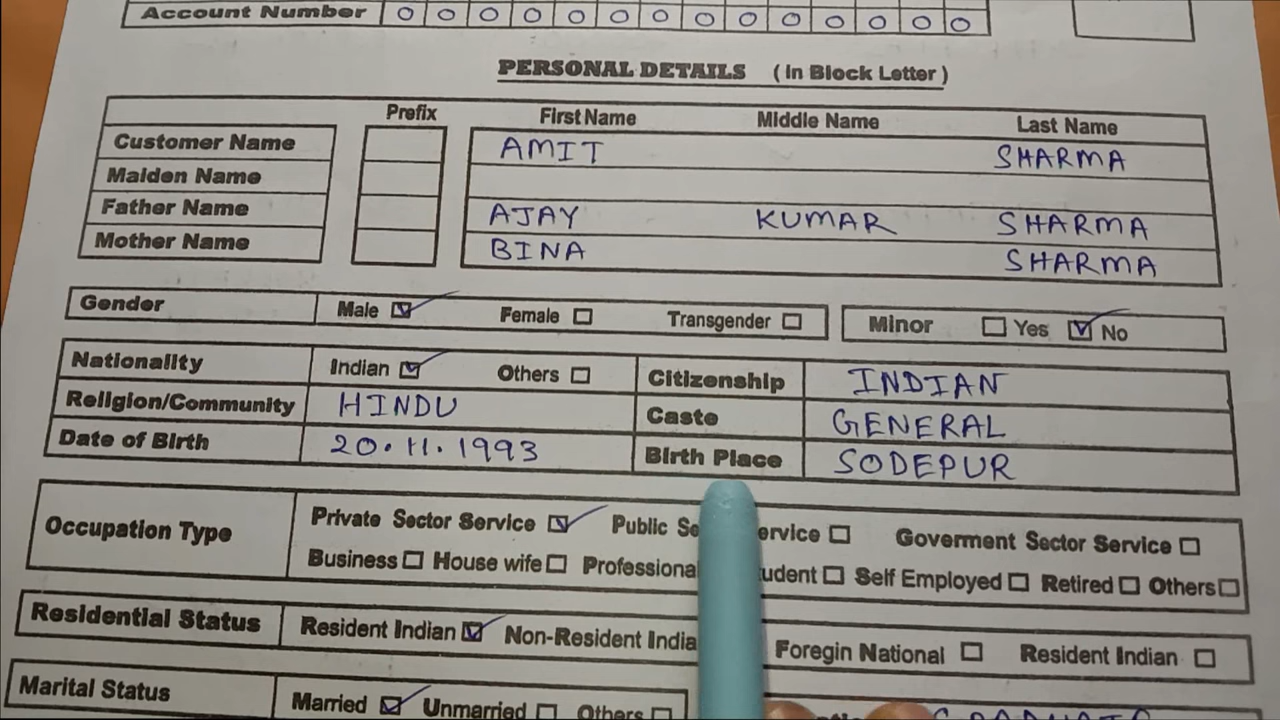 Account Number 0 0 0 0 0 0 0 0 0 0 0 0 0 0
PERSONAL DETAILS (In Block Letter)
Prefix First Name Middle Name Last Name
Customer Name AMIT SHARMA
Maiden Name
Father Name AJAY KUMAR SHARMA
Mother Name BINA SHARMA
Gender Male Female Transgender Minor Yes No
Nationality Indian Others Citizenship INDIAN
Religion/Community HINDU Caste GENERAL
Date of Birth 20.11.1993 Birth Place SODEPUR
Occupation Type Private Sector Service Public Service Goverment Sector Service
Business House wife Professional Student Self Employed Retired Others
Residential Status Resident Indian Non-Resident Indian Foregin National Resident Indian
Marital Status Married Unmarried Others